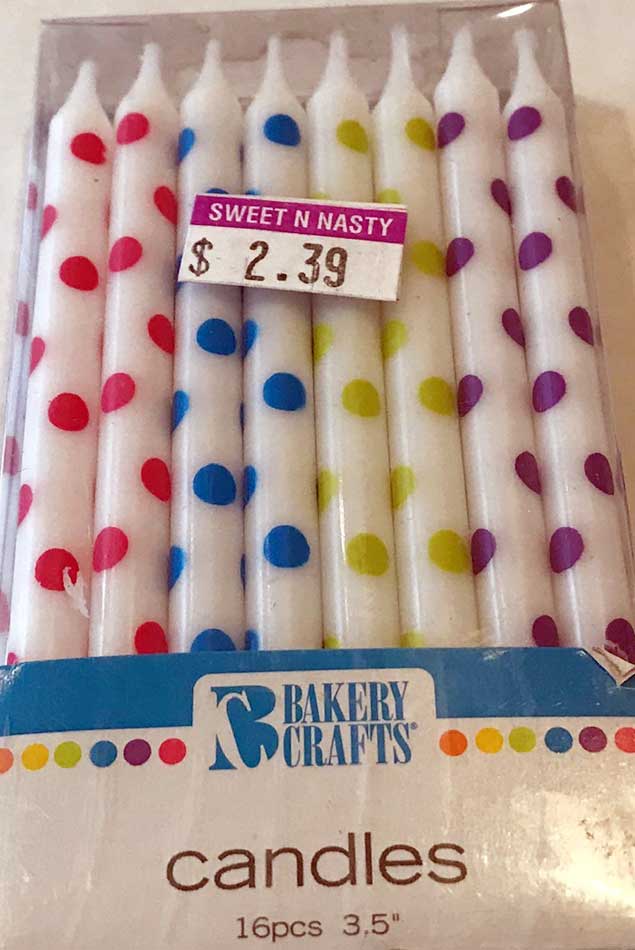 SWEET N NASTY
$ 2.39
BAKERY
CRAFTS®
candles
16pcs 3.5"